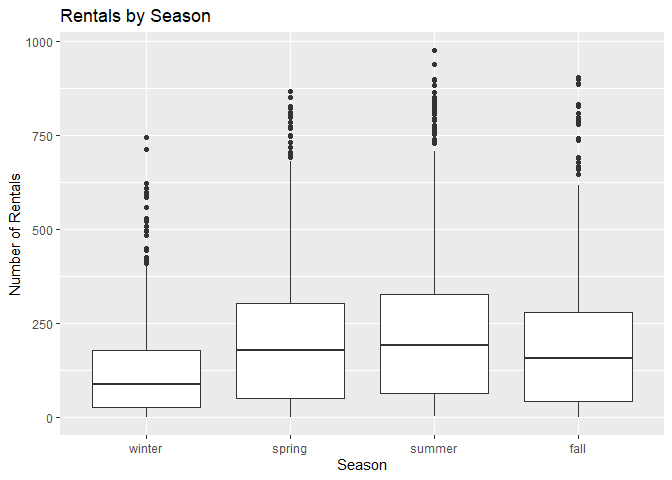 Rentals by Season
1000
750
500
250
0
Number of Rentals
winter spring summer fall
Season